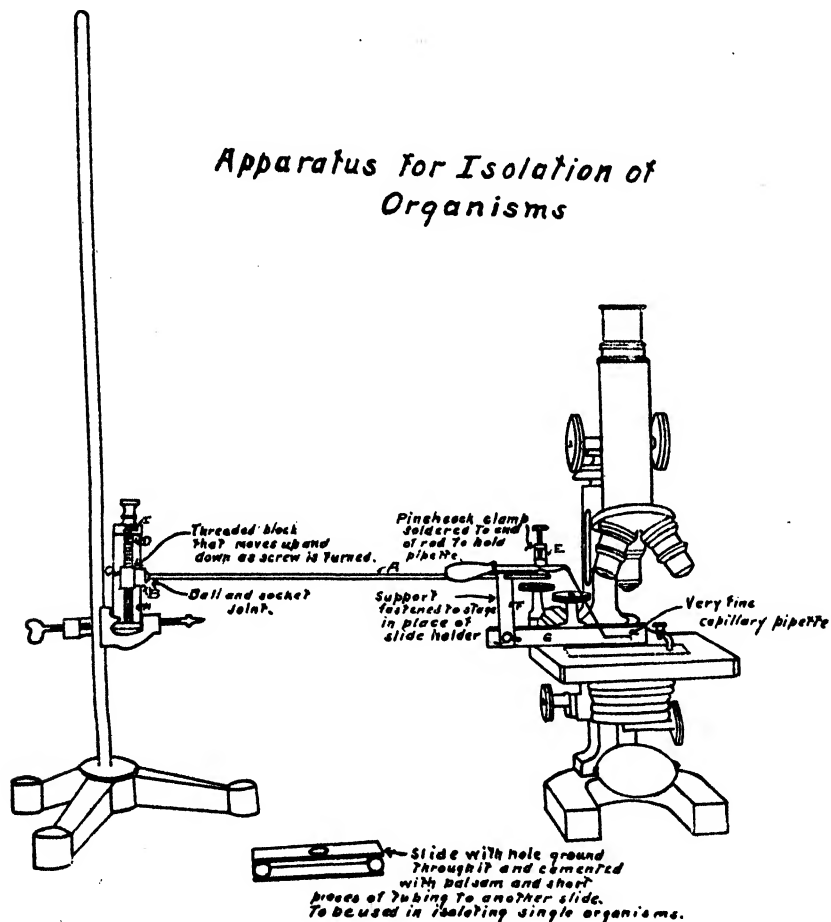 Apparatus for Isolation of
Organisms
I
D
Threaded block
that moves up and
down as screw is turned.
C
B
Ball and socket
joint.
A
Pinchcock clamp
soldered to end
of rod to hold
pipette.
E
Support
fastened to stage
in place of
slide holder
F
G
Very fine
capillary pipette
Slide with hole ground
through it and cemented
with balsam and short
pieces of tubing to another slide.
To be used in isolating single organisms.